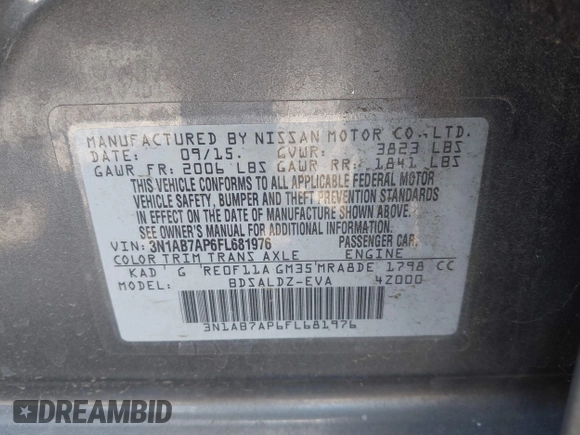 MANUFACTURED BY NISSAN MOTOR CO., LTD.
DATE: 09/15. GVWR: 3823 LBS
GAWR FR: 2006 LBS GAWR RR: 1841 LBS
THIS VEHICLE CONFORMS TO ALL APPLICABLE FEDERAL MOTOR
VEHICLE SAFETY, BUMPER AND THEFT PREVENTION STANDARDS
IN EFFECT ON THE DATE OF MANUFACTURE SHOWN ABOVE.
SEE OWNER'S MANUAL FOR ADDITIONAL INFORMATION.
VIN: 3N1AB7AP6FL681976 PASSENGER CAR
COLOR TRIM TRANS AXLE ENGINE
KAD G RE0F11A GM35 MRA8DE 1798 CC
BDSALDZ-EVA 4Z000
3N1AB7AP6FL681976
DREAMBID